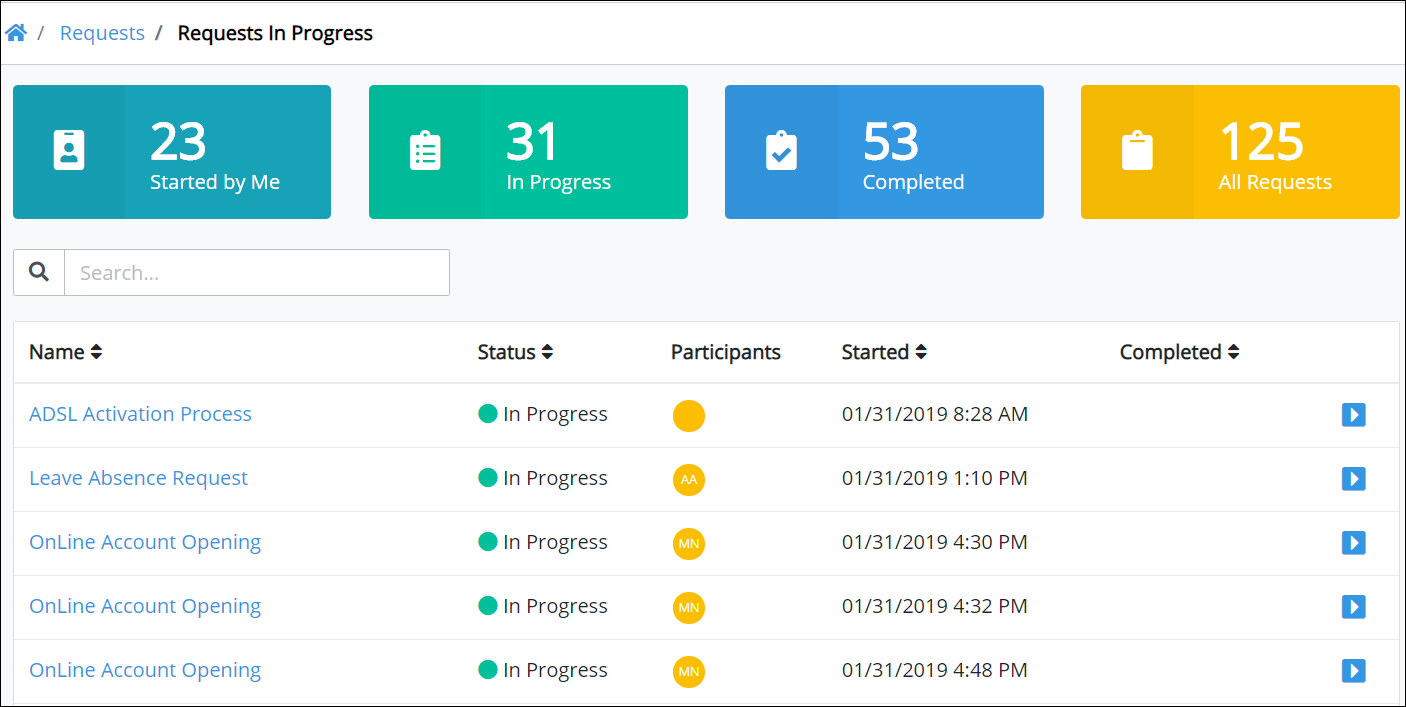 / Requests / Requests In Progress
23 31 53 125
Started by Me In Progress Completed All Requests
Search...
Name Status Participants Started Completed
ADSL Activation Process In Progress 01/31/2019 8:28 AM
Leave Absence Request In Progress AA 01/31/2019 1:10 PM
OnLine Account Opening In Progress MN 01/31/2019 4:30 PM
OnLine Account Opening In Progress MN 01/31/2019 4:32 PM
OnLine Account Opening In Progress MN 01/31/2019 4:48 PM